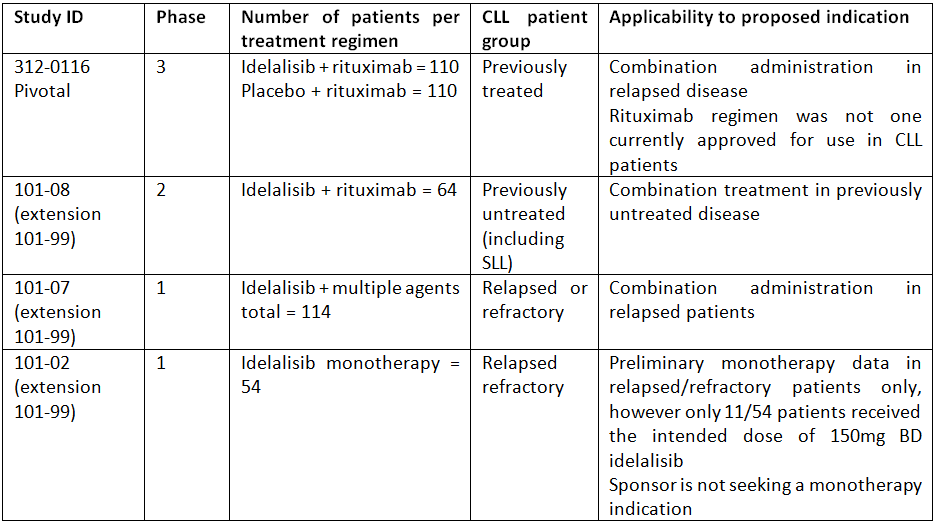 Study ID
Phase
Number of patients per
treatment regimen
CLL patient
group
Applicability to proposed indication
312-0116
Pivotal
3
Idelalisib + rituximab = 110
Placebo + rituximab = 110
Previously
treated
Combination administration in
relapsed disease
Rituximab regimen was not one
currently approved for use in CLL
patients
101-08
(extension
101-99)
2
Idelalisib + rituximab = 64
Previously
untreated
(including
SLL)
Combination treatment in previously
untreated disease
101-07
(extension
101-99)
1
Idelalisib + multiple agents
total = 114
Relapsed or
refractory
Combination administration in
relapsed patients
101-02
(extension
101-99)
1
Idelalisib monotherapy =
54
Relapsed
refractory
Preliminary monotherapy data in
relapsed/refractory patients only,
however only 11/54 patients received
the intended dose of 150mg BD
idelalisib
Sponsor is not seeking a monotherapy
indication